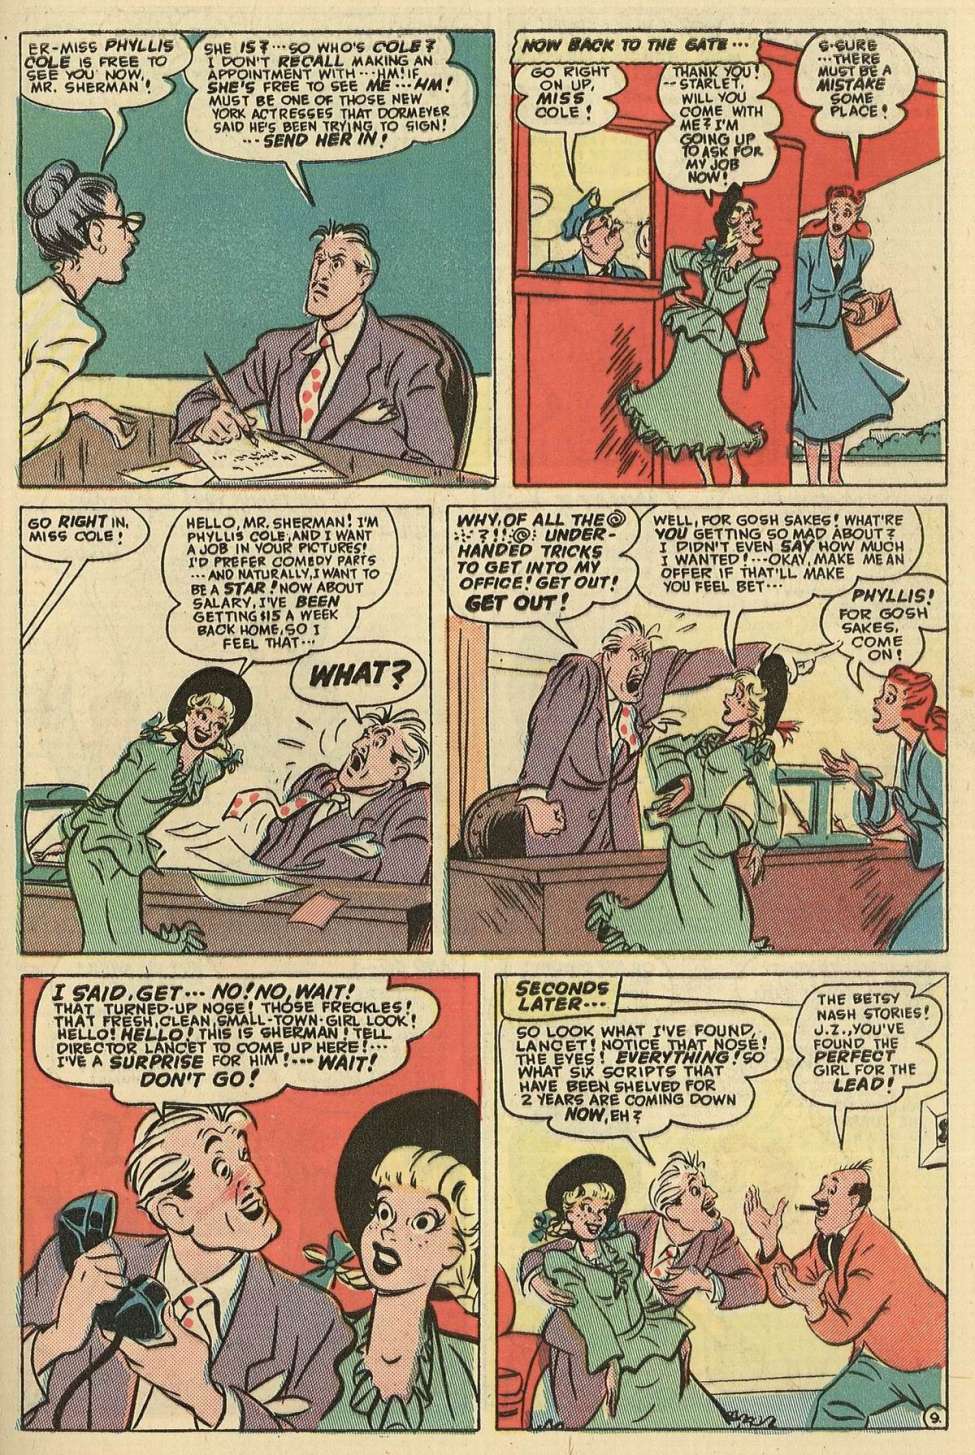 ER-MISS PHYLLIS
COLE IS FREE TO
SEE YOU NOW,
MR. SHERMAN!
SHE IS?...SO WHO'S COLE?
I DON'T RECALL MAKING AN
APPOINTMENT WITH...HM! IF
SHE'S FREE TO SEE ME...HM!
MUST BE ONE OF THOSE NEW
YORK ACTRESSES THAT DORMEYER
SAID HE'S BEEN TRYING TO SIGN!
...SEND HER IN!
NOW BACK TO THE GATE...
GO RIGHT
ON UP,
MISS
COLE!
THANK YOU!
--STARLET,
WILL YOU
COME WITH
ME? I'M
GOING UP
TO ASK FOR
MY JOB
NOW!
S-SURE
...THERE
MUST BE A
MISTAKE
SOME
PLACE!
GO RIGHT IN,
MISS COLE!
HELLO, MR. SHERMAN! I'M
PHYLLIS COLE, AND I WANT
A JOB IN YOUR PICTURES!
I'D PREFER COMEDY PARTS
...AND NATURALLY, I WANT TO
BE A STAR! NOW ABOUT
SALARY, I'VE BEEN
GETTING $15 A WEEK
BACK HOME, SO I
FEEL THAT...
WHAT?
WHY, OF ALL THE@
?!!@ UNDER-
HANDED TRICKS
TO GET INTO MY
OFFICE! GET OUT!
GET OUT!
WELL, FOR GOSH SAKES! WHAT'RE
YOU GETTING SO MAD ABOUT?
I DIDN'T EVEN SAY HOW MUCH
I WANTED!...OKAY, MAKE ME AN
OFFER IF THAT'LL MAKE
YOU FEEL BET...
PHYLLIS!
FOR GOSH
SAKES,
COME
ON!
I SAID, GET... NO! NO, WAIT!
THAT TURNED-UP NOSE! THOSE FRECKLES!
THAT FRESH, CLEAN, SMALL-TOWN-GIRL LOOK!
HELLO! HELLO! THIS IS SHERMAN! TELL
DIRECTOR LANCET TO COME UP HERE!...
I'VE A SURPRISE FOR HIM!... WAIT!
DON'T GO!
SECONDS
LATER...
SO LOOK WHAT I'VE FOUND,
LANCET! NOTICE THAT NOSE!
THE EYES! EVERYTHING! SO
WHAT SIX SCRIPTS THAT
HAVE BEEN SHELVED FOR
2 YEARS ARE COMING DOWN
NOW, EH?
THE BETSY
NASH STORIES!
J.Z., YOU'VE
FOUND THE
PERFECT
GIRL FOR THE
LEAD!
9